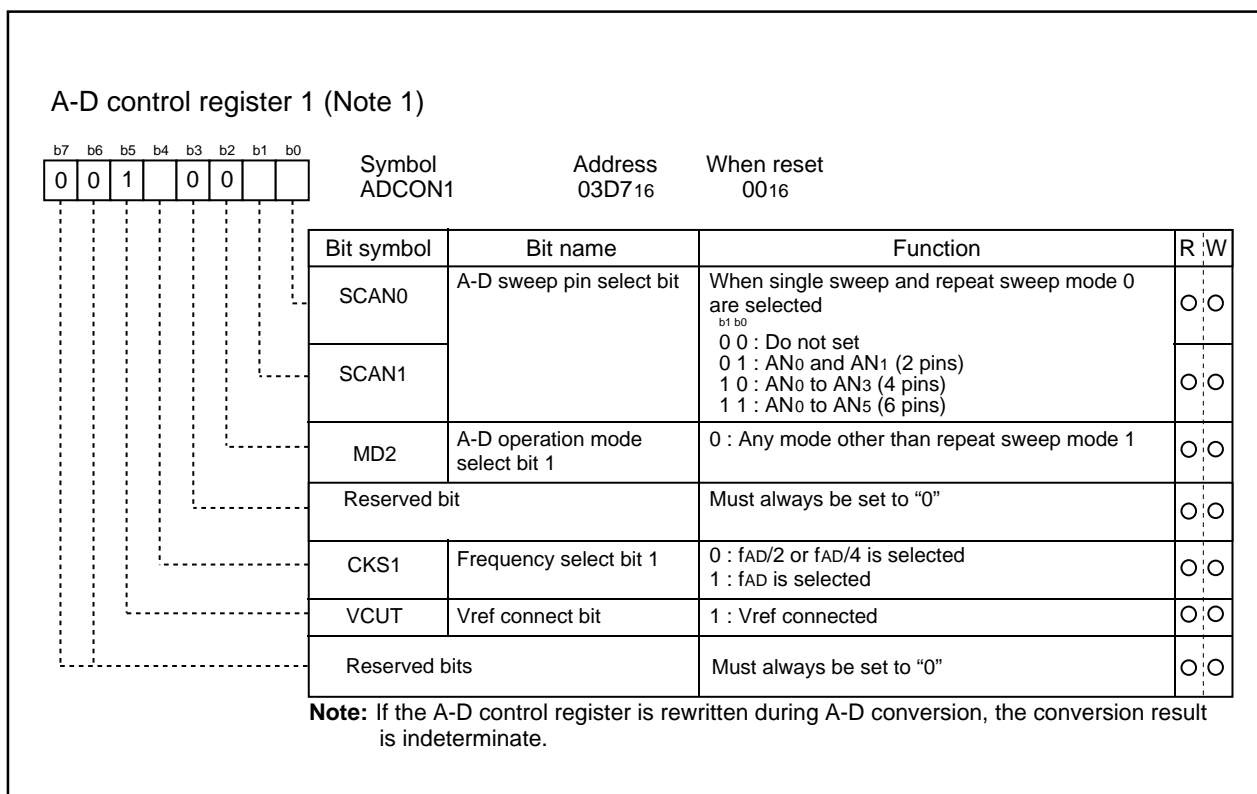 A-D control register 1 (Note 1)
b7 b6 b5 b4 b3 b2 b1 b0
0 0 1 0 0
Symbol Address When reset
ADCON1 03D716 0016
Bit symbol Bit name Function R W
SCAN0 A-D sweep pin select bit When single sweep and repeat sweep mode 0
are selected
b1 b0
0 0 : Do not set
0 1 : AN0 and AN1 (2 pins)
SCAN1 1 0 : AN0 to AN3 (4 pins)
1 1 : AN0 to AN5 (6 pins)
MD2 A-D operation mode 0 : Any mode other than repeat sweep mode 1
select bit 1
Reserved bit Must always be set to “0”
CKS1 Frequency select bit 1 0 : fAD/2 or fAD/4 is selected
1 : fAD is selected
VCUT Vref connect bit 1 : Vref connected
Reserved bits Must always be set to “0”
Note: If the A-D control register is rewritten during A-D conversion, the conversion result
is indeterminate.